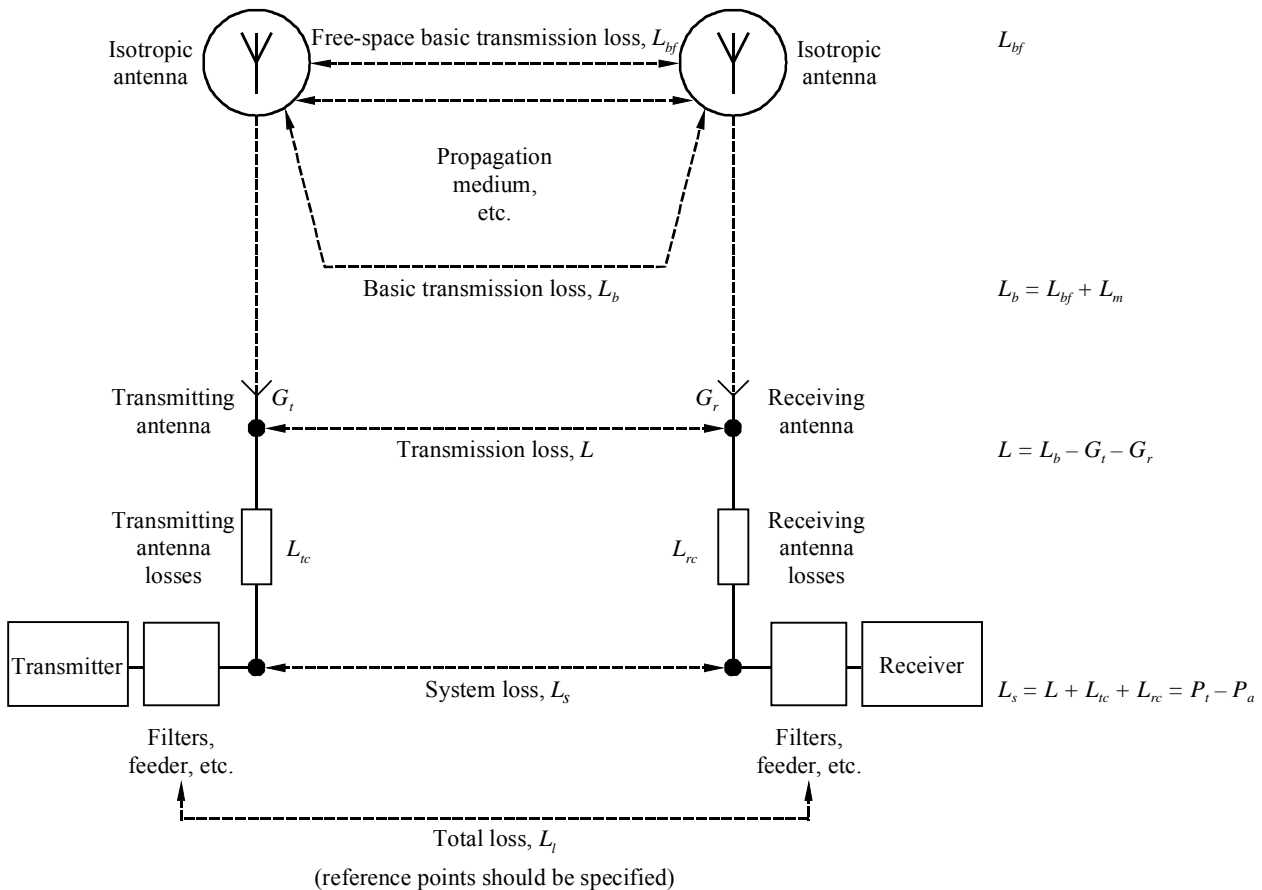 Free-space basic transmission loss, L_bf
Isotropic
antenna
Isotropic
antenna
L_bf
Propagation
medium,
etc.
Basic transmission loss, L_b
L_b = L_bf + L_m
Transmitting
antenna
G_t
G_r
Receiving
antenna
Transmission loss, L
L = L_b – G_t – G_r
Transmitting
antenna
losses
L_tc
L_rc
Receiving
antenna
losses
Transmitter
Receiver
System loss, L_s
L_s = L + L_tc + L_rc = P_t – P_a
Filters,
feeder, etc.
Filters,
feeder, etc.
Total loss, L_l
(reference points should be specified)